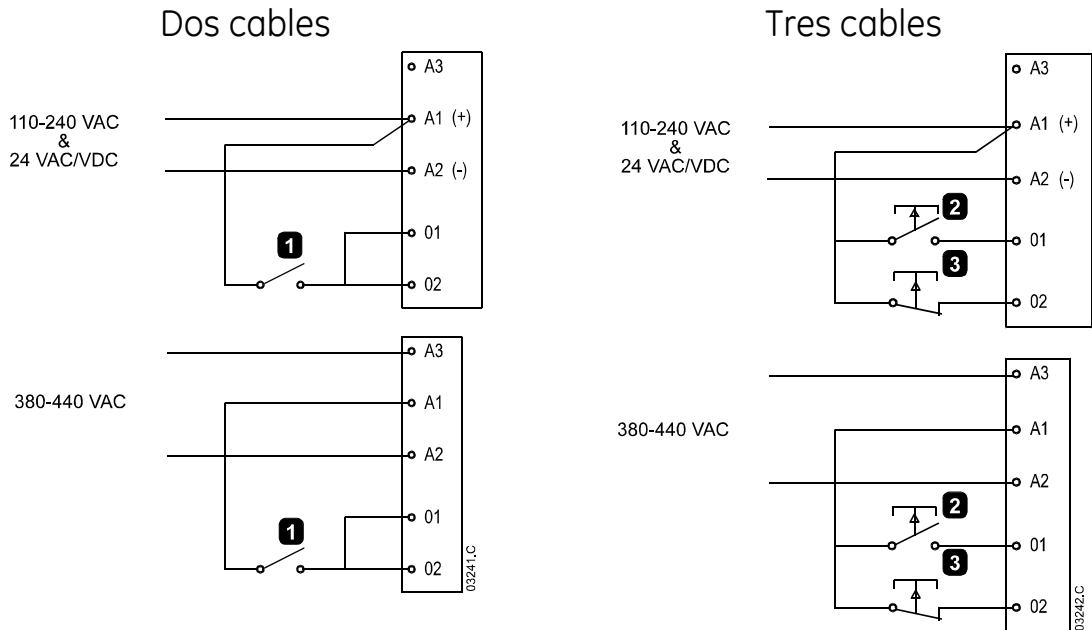 Dos cables
A3
110-240 VAC
&
24 VAC/VDC
A1 (+)
A2 (-)
1
01
02
380-440 VAC
A3
A1
A2
1
01
02
03241.C
Tres cables
A3
110-240 VAC
&
24 VAC/VDC
A1 (+)
A2 (-)
2
01
3
02
380-440 VAC
A3
A1
A2
2
01
3
02
03242.C